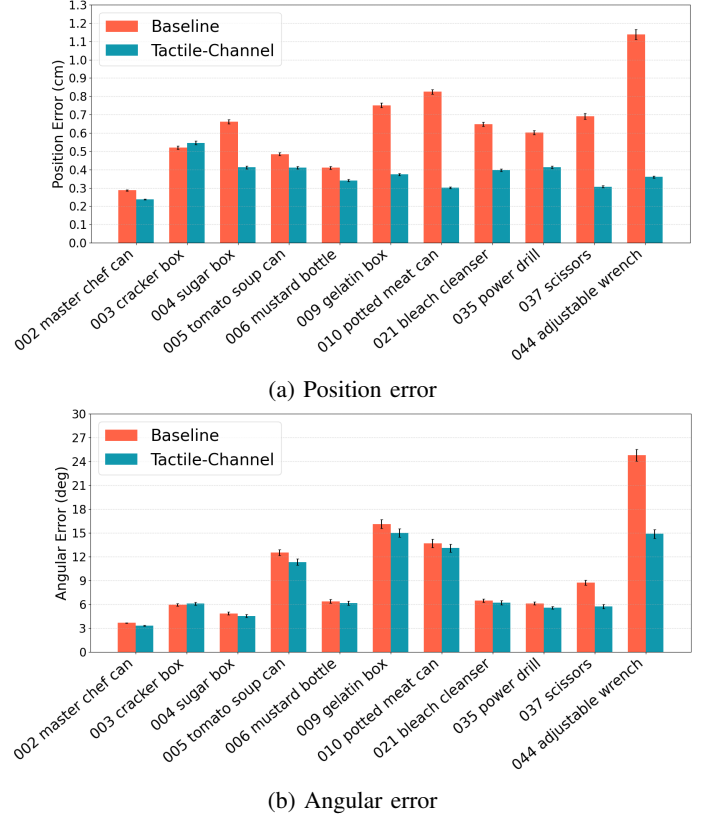 1.3
1.2
1.1
1.0
0.9
0.8
0.7
0.6
0.5
0.4
0.3
0.2
0.1
0.0
Position Error (cm)
Baseline
Tactile-Channel
002 master chef can
003 cracker box
004 sugar box
005 tomato soup can
006 mustard bottle
009 gelatin box
010 potted meat can
021 bleach cleanser
035 power drill
037 scissors
044 adjustable wrench
(a) Position error
30
27
24
21
18
15
12
9
6
3
0
Angular Error (deg)
Baseline
Tactile-Channel
002 master chef can
003 cracker box
004 sugar box
005 tomato soup can
006 mustard bottle
009 gelatin box
010 potted meat can
021 bleach cleanser
035 power drill
037 scissors
044 adjustable wrench
(b) Angular error